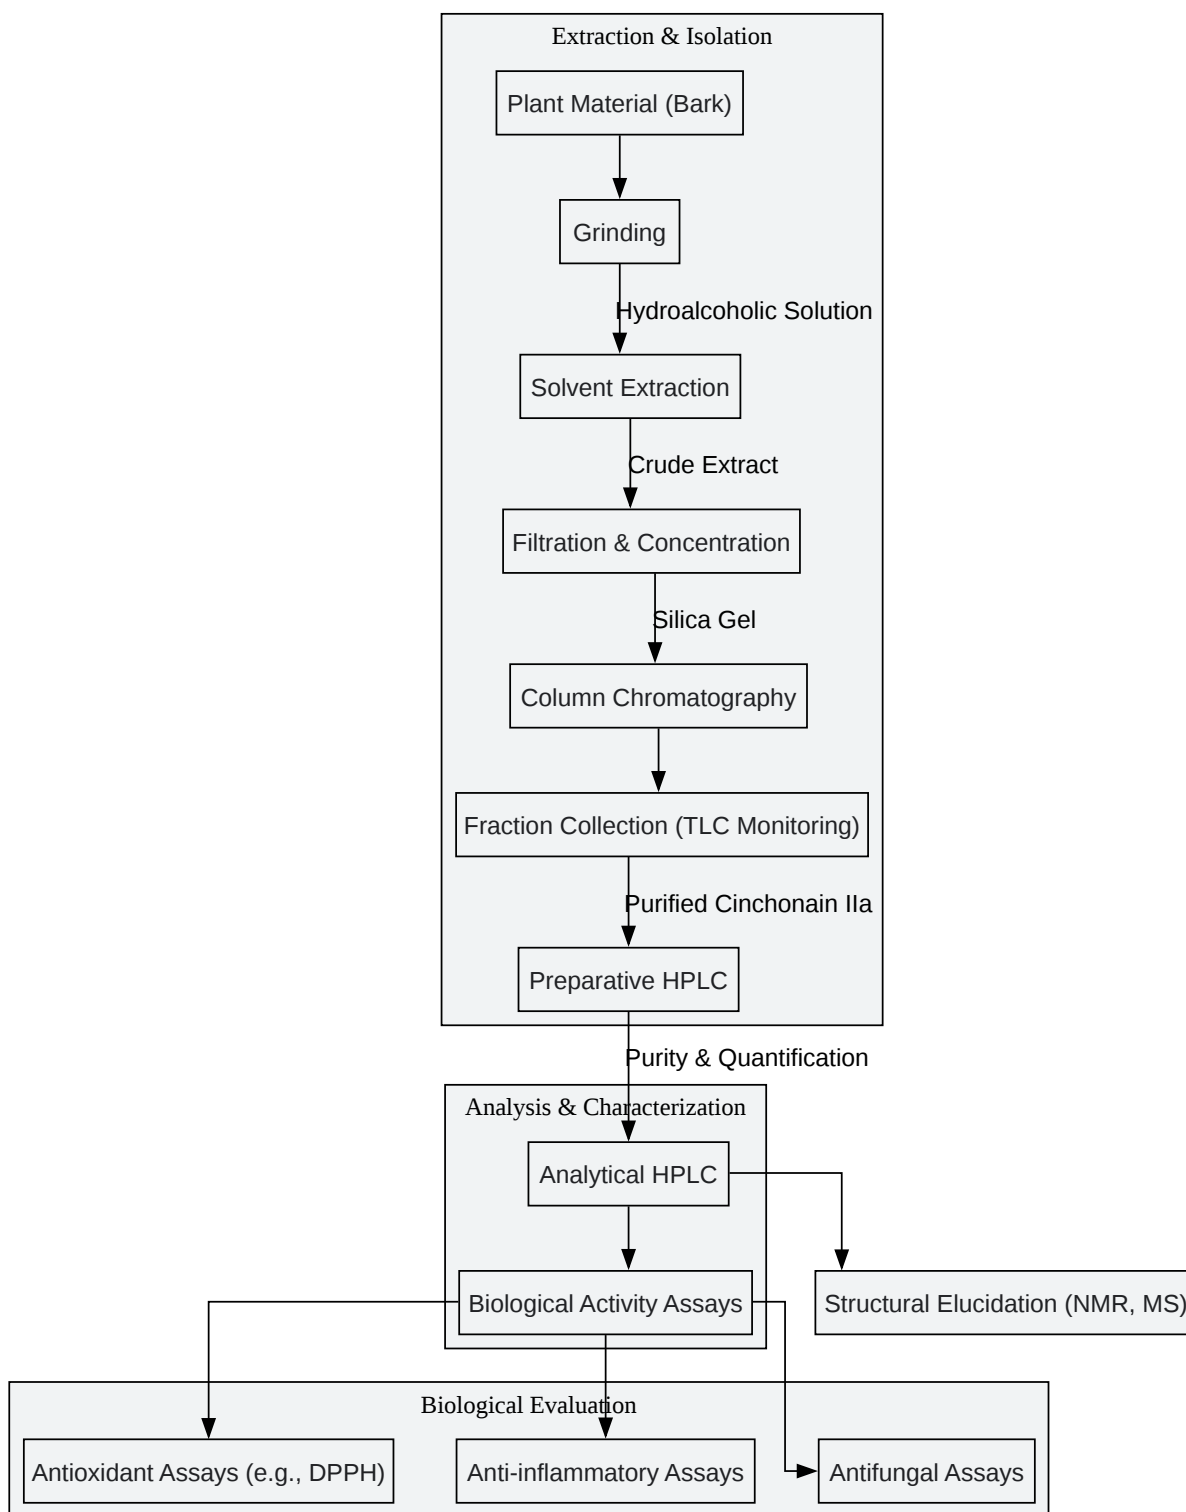 Extraction & Isolation
Plant Material (Bark)
Grinding
Hydroalcoholic Solution
Solvent Extraction
Crude Extract
Filtration & Concentration
Silica Gel
Column Chromatography
Fraction Collection (TLC Monitoring)
Purified Cinchonain IIa
Preparative HPLC
Purity & Quantification
Analysis & Characterization
Analytical HPLC
Biological Activity Assays
Structural Elucidation (NMR, MS)
Biological Evaluation
Antioxidant Assays (e.g., DPPH)
Anti-inflammatory Assays
Antifungal Assays